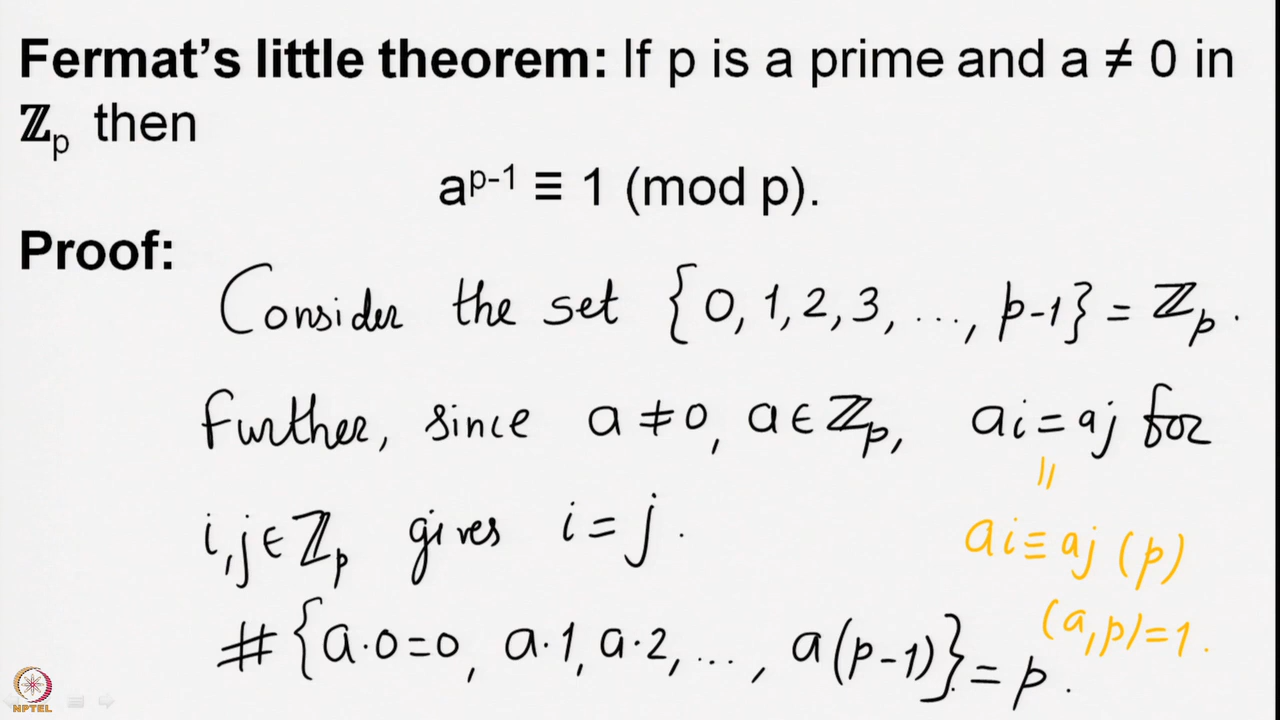 Fermat's little theorem: If p is a prime and a ≠ 0 in
ℤₚ then
aᵖ⁻¹ ≡ 1 (mod p).
Proof:
Consider the set {0, 1, 2, 3, ..., p-1} = ℤₚ.
Further, since a ≠ 0, a ∈ ℤₚ, ai = aj for
i, j ∈ ℤₚ gives i = j.
||
ai ≡ aj (p)
(a, p) = 1.
# {a·0=0, a·1, a·2, ..., a(p-1)} = p.
NPTEL